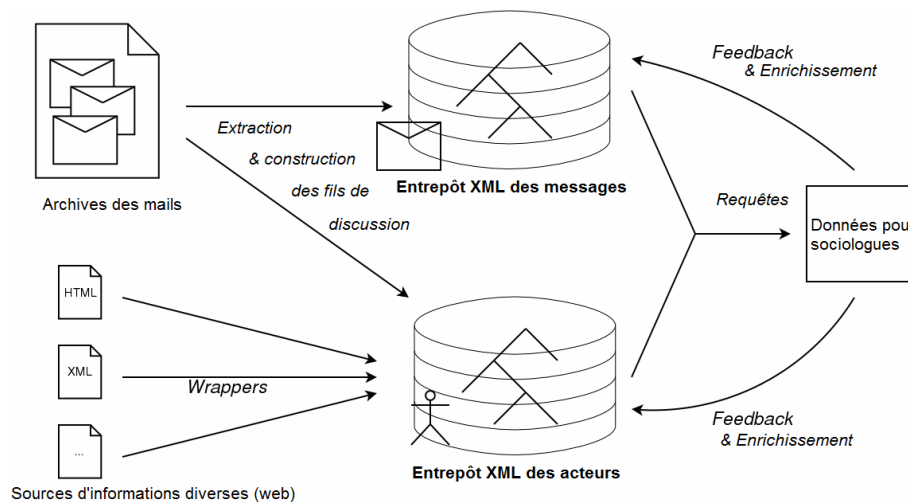 Feedback
& Enrichissement
Extraction
& construction
des fils de
discussion
Entrepôt XML des messages
Archives des mails
Requêtes
Données pou
sociologues
HTML
XML
Wrappers
...
Feedback
& Enrichissement
Entrepôt XML des acteurs
Sources d'informations diverses (web)